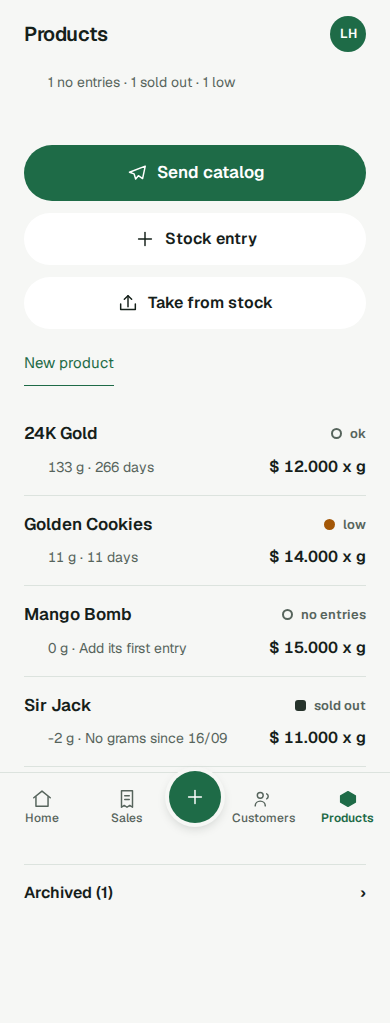 Products
LH
1 no entries · 1 sold out · 1 low
Send catalog
Stock entry
Take from stock
New product
24K Gold
ok
133 g · 266 days
$ 12.000 x g
Golden Cookies
low
11 g · 11 days
$ 14.000 x g
Mango Bomb
no entries
0 g · Add its first entry
$ 15.000 x g
Sir Jack
sold out
-2 g · No grams since 16/09
$ 11.000 x g
Home
Sales
Customers
Products
Archived (1)